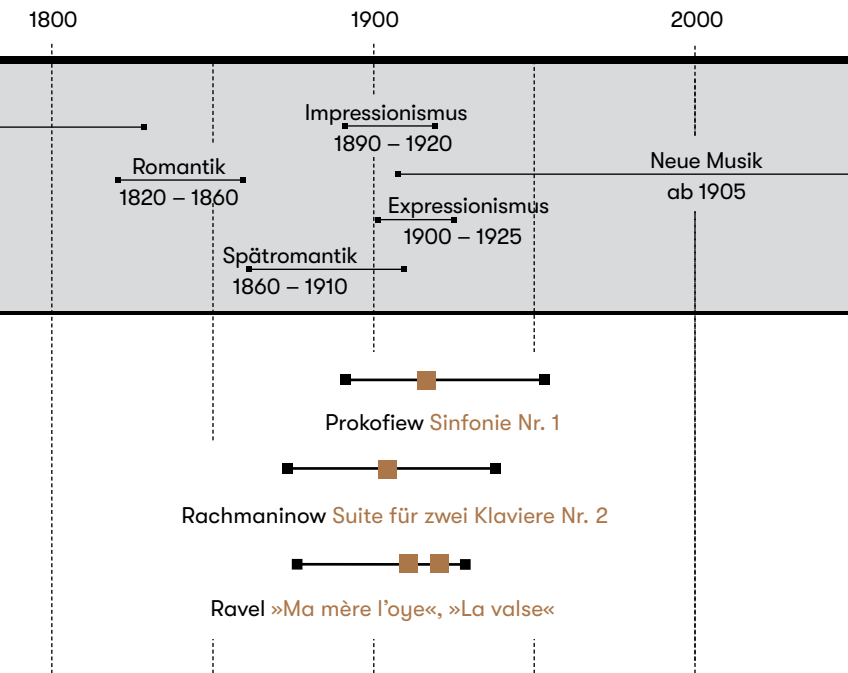 1800 1900 2000
Impressionismus
1890 – 1920
Romantik
1820 – 1860
Neue Musik
ab 1905
Expressionismus
1900 – 1925
Spätromantik
1860 – 1910
Prokofiew Sinfonie Nr. 1
Rachmaninow Suite für zwei Klaviere Nr. 2
Ravel »Ma mère l’oye«, »La valse«